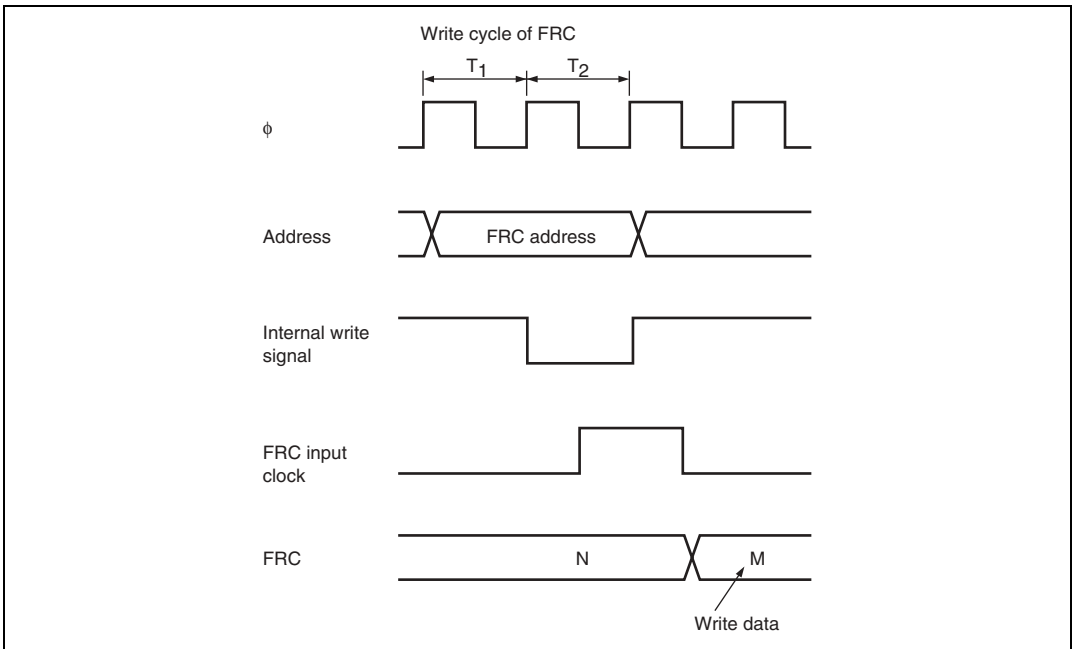 Write cycle of FRC
T1 T2
ϕ
Address
FRC address
Internal write
signal
FRC input
clock
FRC
N
M
Write data